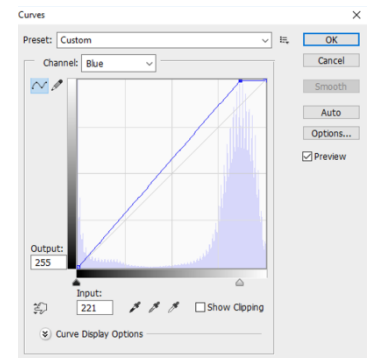 Curves
Preset: Custom
OK
Channel: Blue
Cancel
Smooth
Auto
Options...
Preview
Output:
255
Input:
221
Show Clipping
Curve Display Options